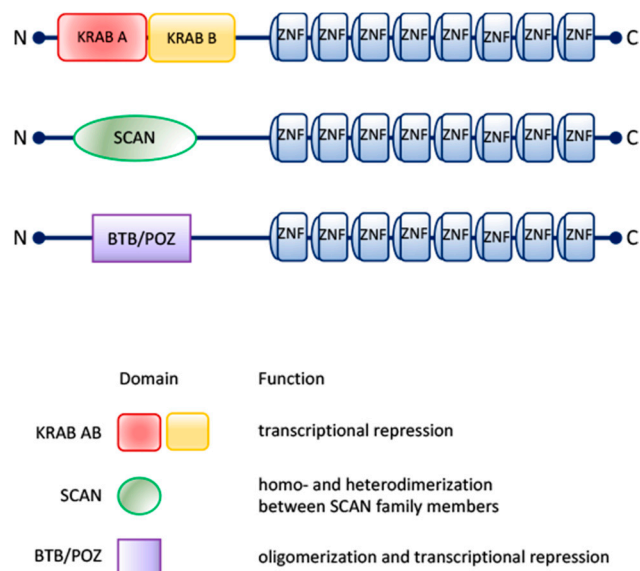 N KRAB A KRAB B ZNF ZNF ZNF ZNF ZNF ZNF ZNF ZNF C
N SCAN ZNF ZNF ZNF ZNF ZNF ZNF ZNF ZNF C
N BTB/POZ ZNF ZNF ZNF ZNF ZNF ZNF ZNF ZNF C
Domain Function
KRAB AB transcriptional repression
SCAN homo- and heterodimerization
between SCAN family members
BTB/POZ oligomerization and transcriptional repression